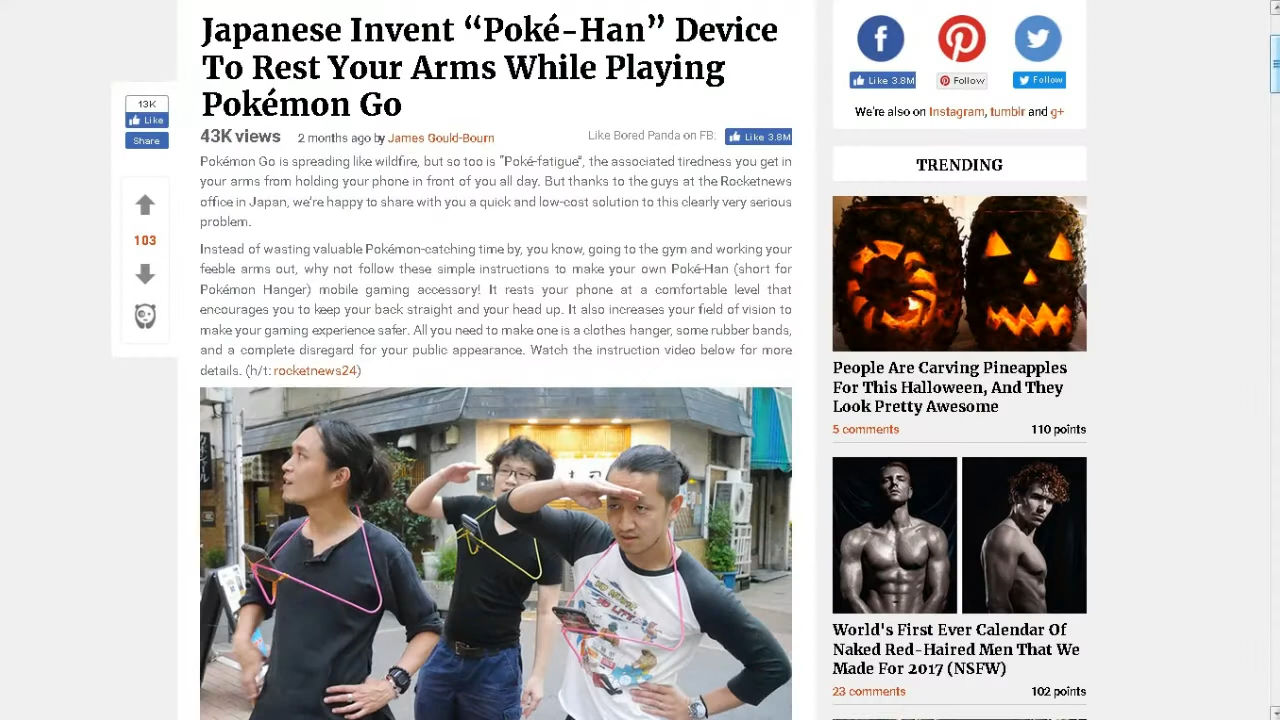 Japanese Invent “Poké-Han” Device
To Rest Your Arms While Playing
Pokémon Go
13K
Like
Share
103
43K views 2 months ago by James Gould-Bourn
Like Bored Panda on FB: Like 3.8M
Pokémon Go is spreading like wildfire, but so too is "Poké-fatigue", the associated tiredness you get in
your arms from holding your phone in front of you all day. But thanks to the guys at the Rocketnews
office in Japan, we're happy to share with you a quick and low-cost solution to this clearly very serious
problem.
Instead of wasting valuable Pokémon-catching time by, you know, going to the gym and working your
feeble arms out, why not follow these simple instructions to make your own Poké-Han (short for
Pokémon Hanger) mobile gaming accessory! It rests your phone at a comfortable level that
encourages you to keep your back straight and your head up. It also increases your field of vision to
make your gaming experience safer. All you need to make one is a clothes hanger, some rubber bands,
and a complete disregard for your public appearance. Watch the instruction video below for more
details. (h/t: rocketnews24)
Like 3.8M
Follow
Follow
We're also on Instagram, tumblr and g+
TRENDING
People Are Carving Pineapples
For This Halloween, And They
Look Pretty Awesome
5 comments 110 points
World's First Ever Calendar Of
Naked Red-Haired Men That We
Made For 2017 (NSFW)
23 comments 102 points